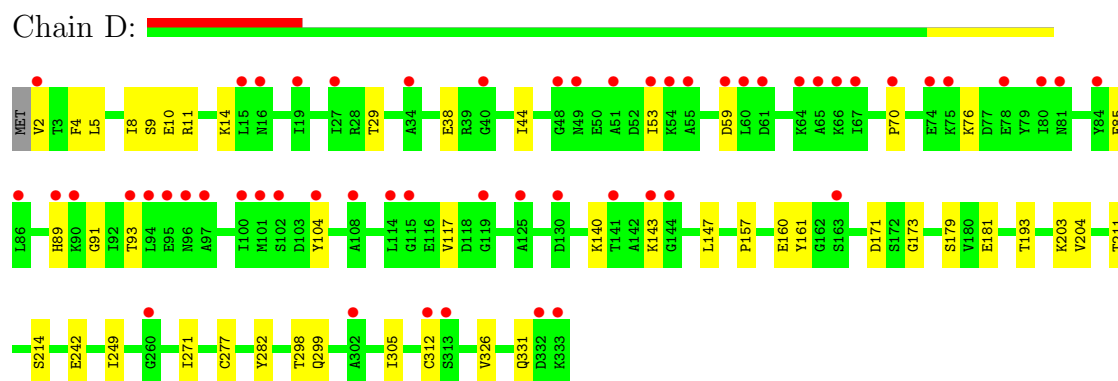 Chain D:
MET V2 T3 F4 L5 I8 S9 E10 R11 K14 L15 N16 I19 I27 R28 T29 A34 E38 R39 G40 I44 G48 N49 E50 A51 D52 I53 K54 A55 D59 L60 D61 K64 A65 K66 I67 P70 E74 K75 K76 D77 E78 Y79 I80 N81 Y84 E85
L86 H89 K90 G91 I92 T93 L94 E95 N96 A97 I100 M101 S102 D103 Y104 A108 L114 G115 E116 V117 D118 G119 A125 D130 K140 T141 A142 K143 G144 L147 P157 E160 Y161 G162 S163 D171 S172 G173 S179 V180 E181 T193 K203 V204 T211
S214 E242 I249 G260 I271 C277 Y282 T298 Q299 A302 I305 C312 S313 V326 Q331 D332 K333